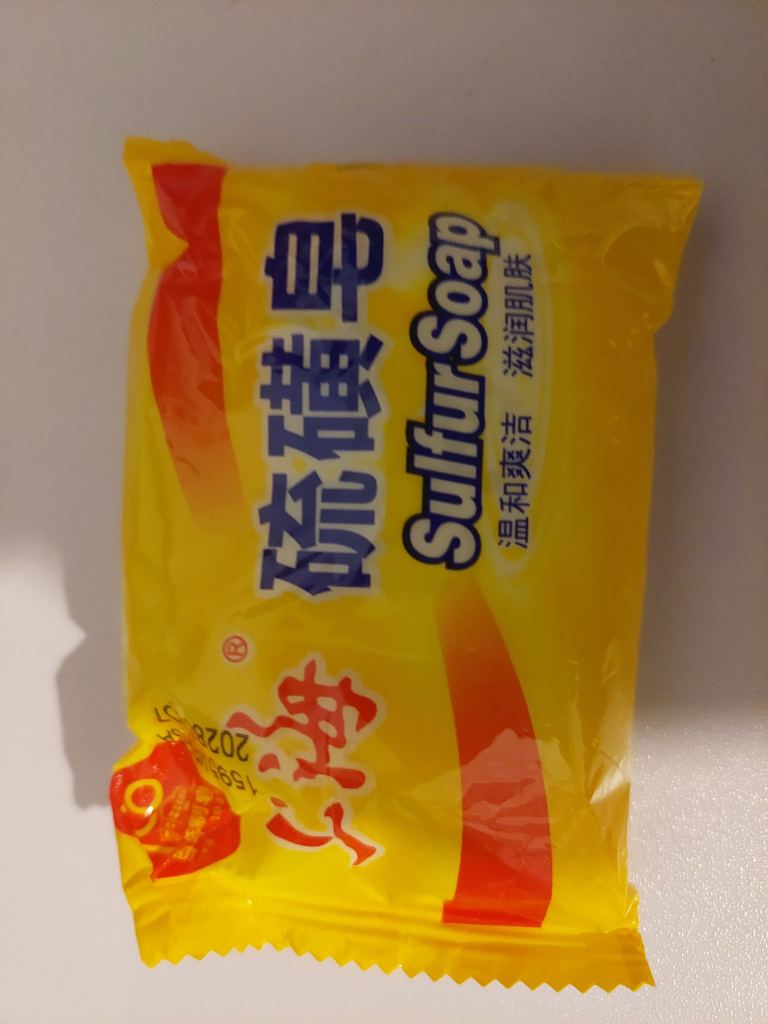 上海®
硫磺皂
Sulfur Soap
温和爽洁 滋润肌肤